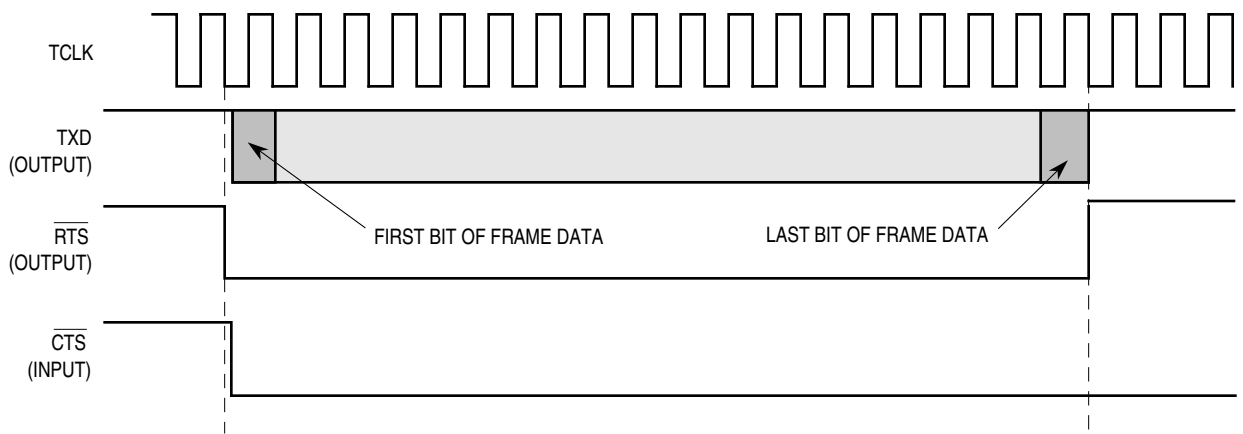 TCLK
TXD
(OUTPUT)
FIRST BIT OF FRAME DATA
LAST BIT OF FRAME DATA
RTS
(OUTPUT)
CTS
(INPUT)